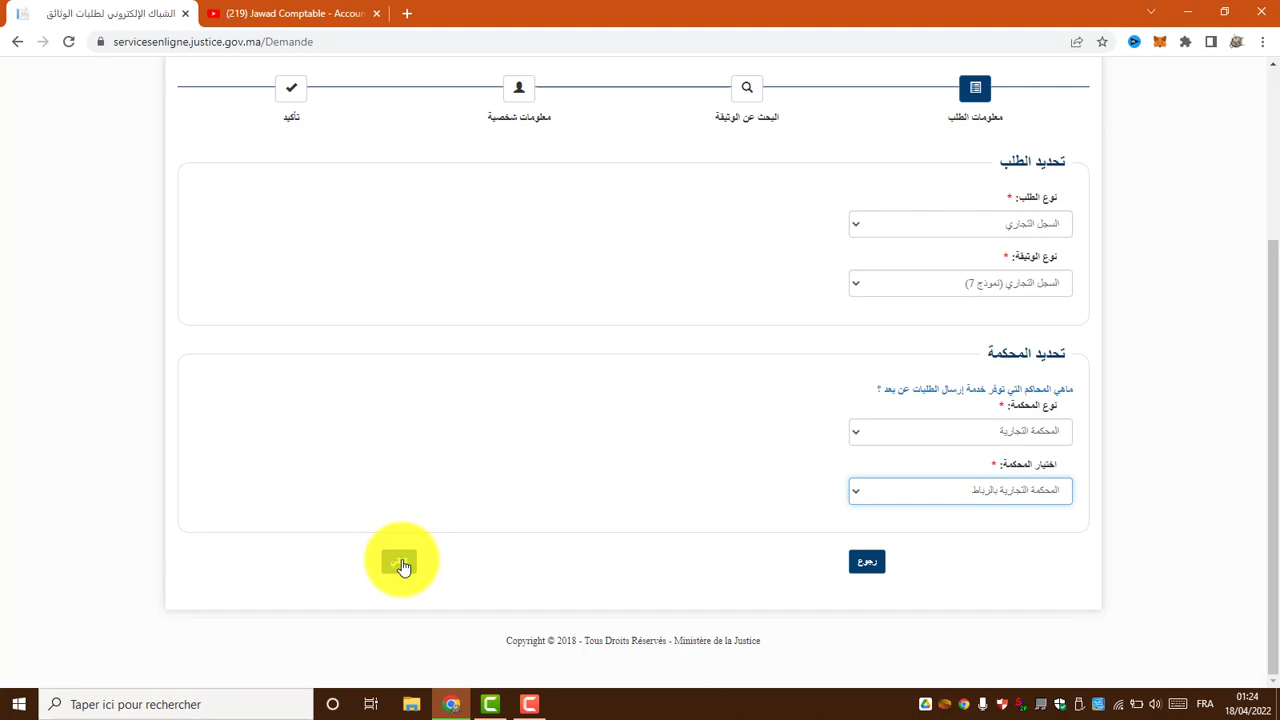 الشباك الإلكتروني لطلبات الوثائق
(219) Jawad Comptable - Accoun
servicesenligne.justice.gov.ma/Demande
معلومات الطلب
البحث عن الوثيقة
معلومات شخصية
تأكيد
تحديد الطلب
نوع الطلب: *
السجل التجاري
نوع الوثيقة: *
السجل التجاري (نموذج 7)
تحديد المحكمة
ماهي المحاكم التي توفر خدمة إرسال الطلبات عن بعد ؟
نوع المحكمة: *
المحكمة التجارية
اختيار المحكمة: *
المحكمة التجارية بالرباط
رجوع
Copyright © 2018 - Tous Droits Réservés - Ministère de la Justice
Taper ici pour rechercher
FRA
01:24
18/04/2022